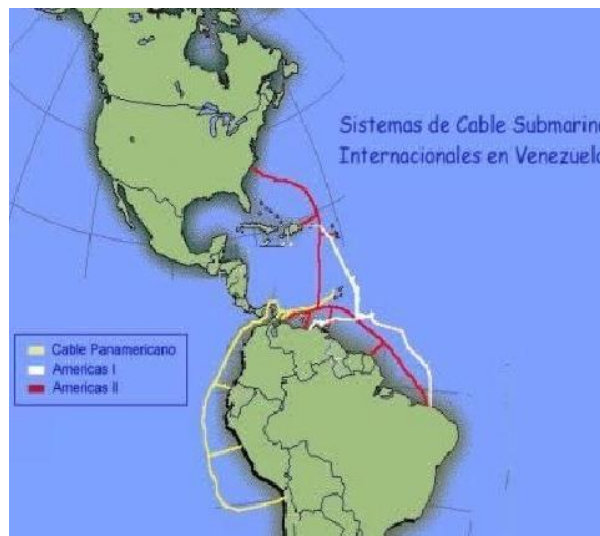 Sistemas de Cable Submarino
Internacionales en Venezuela
Cable Panamericano
Americas I
Americas II